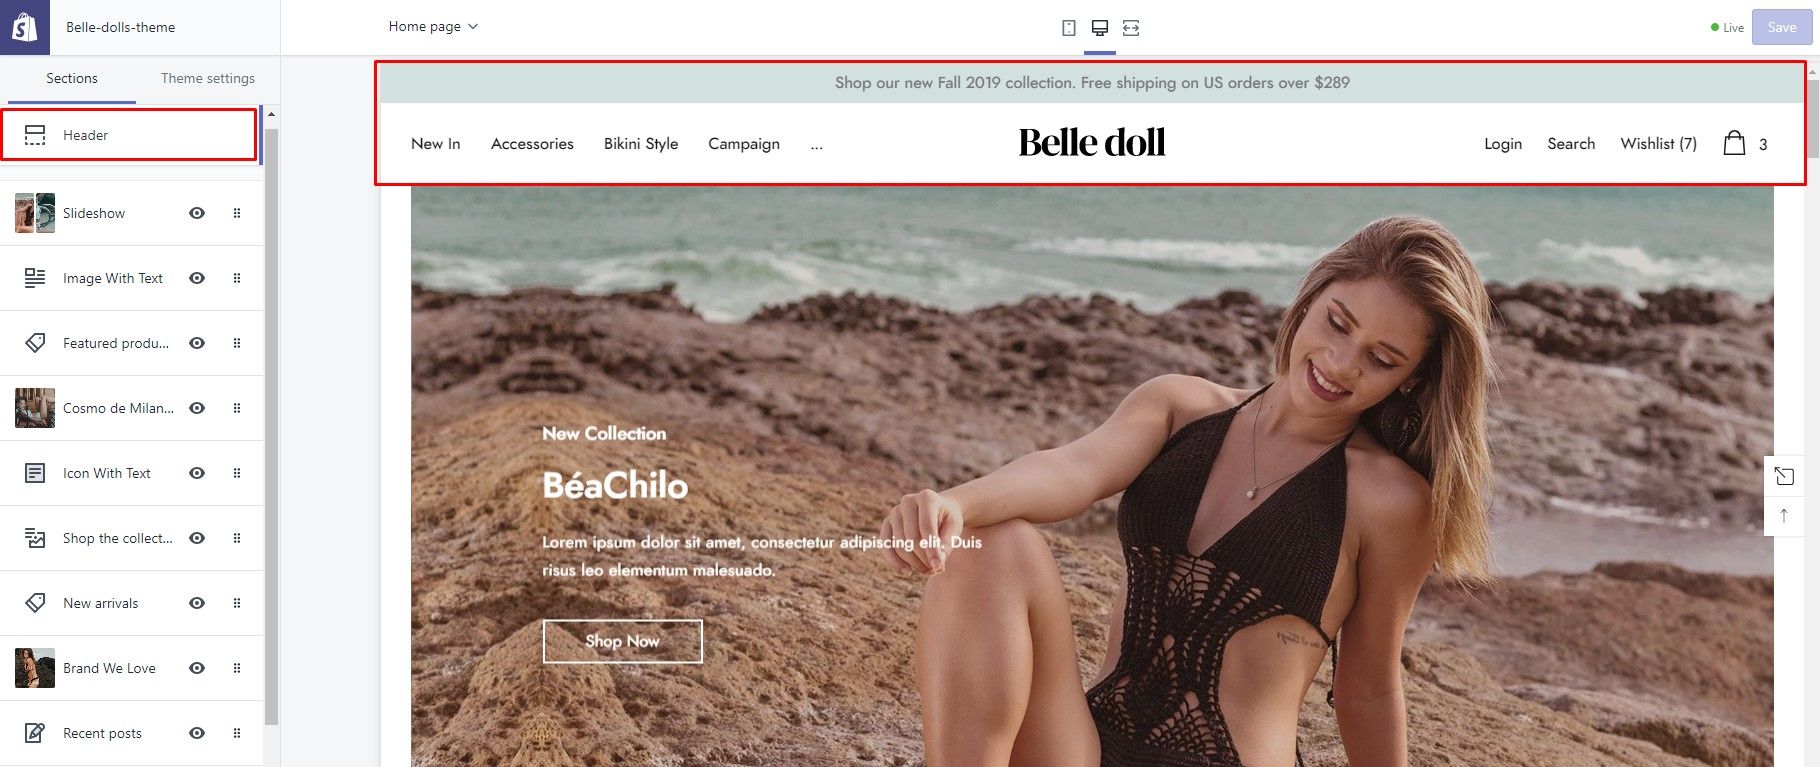 Belle-dolls-theme
Home page
Live
Save
Sections
Theme settings
Header
Slideshow
Image With Text
Featured produ...
Cosmo de Milan...
Icon With Text
Shop the collect...
New arrivals
Brand We Love
Recent posts
Shop our new Fall 2019 collection. Free shipping on US orders over $289
New In Accessories Bikini Style Campaign ... Belle doll Login Search Wishlist (7) 3
New Collection
BéaChilo
Lorem ipsum dolor sit amet, consectetur adipiscing elit. Duis
risus leo elementum malesuado.
Shop Now